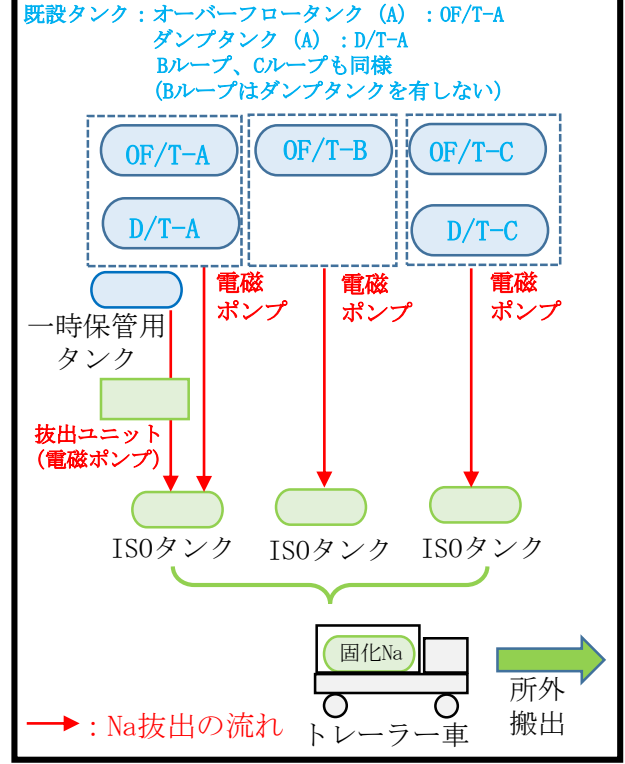 既設タンク：オーバーフロータンク（A）：OF/T-A
ダンプタンク（A）：D/T-A
Bループ、Cループも同様
（Bループはダンプタンクを有しない）
OF/T-A
OF/T-B
OF/T-C
D/T-A
D/T-C
電磁
ポンプ
電磁
ポンプ
電磁
ポンプ
一時保管用
タンク
抜出ユニット
（電磁ポンプ）
ISOタンク
ISOタンク
ISOタンク
固化Na
所外
搬出
トレーラー車
：Na抜出の流れ